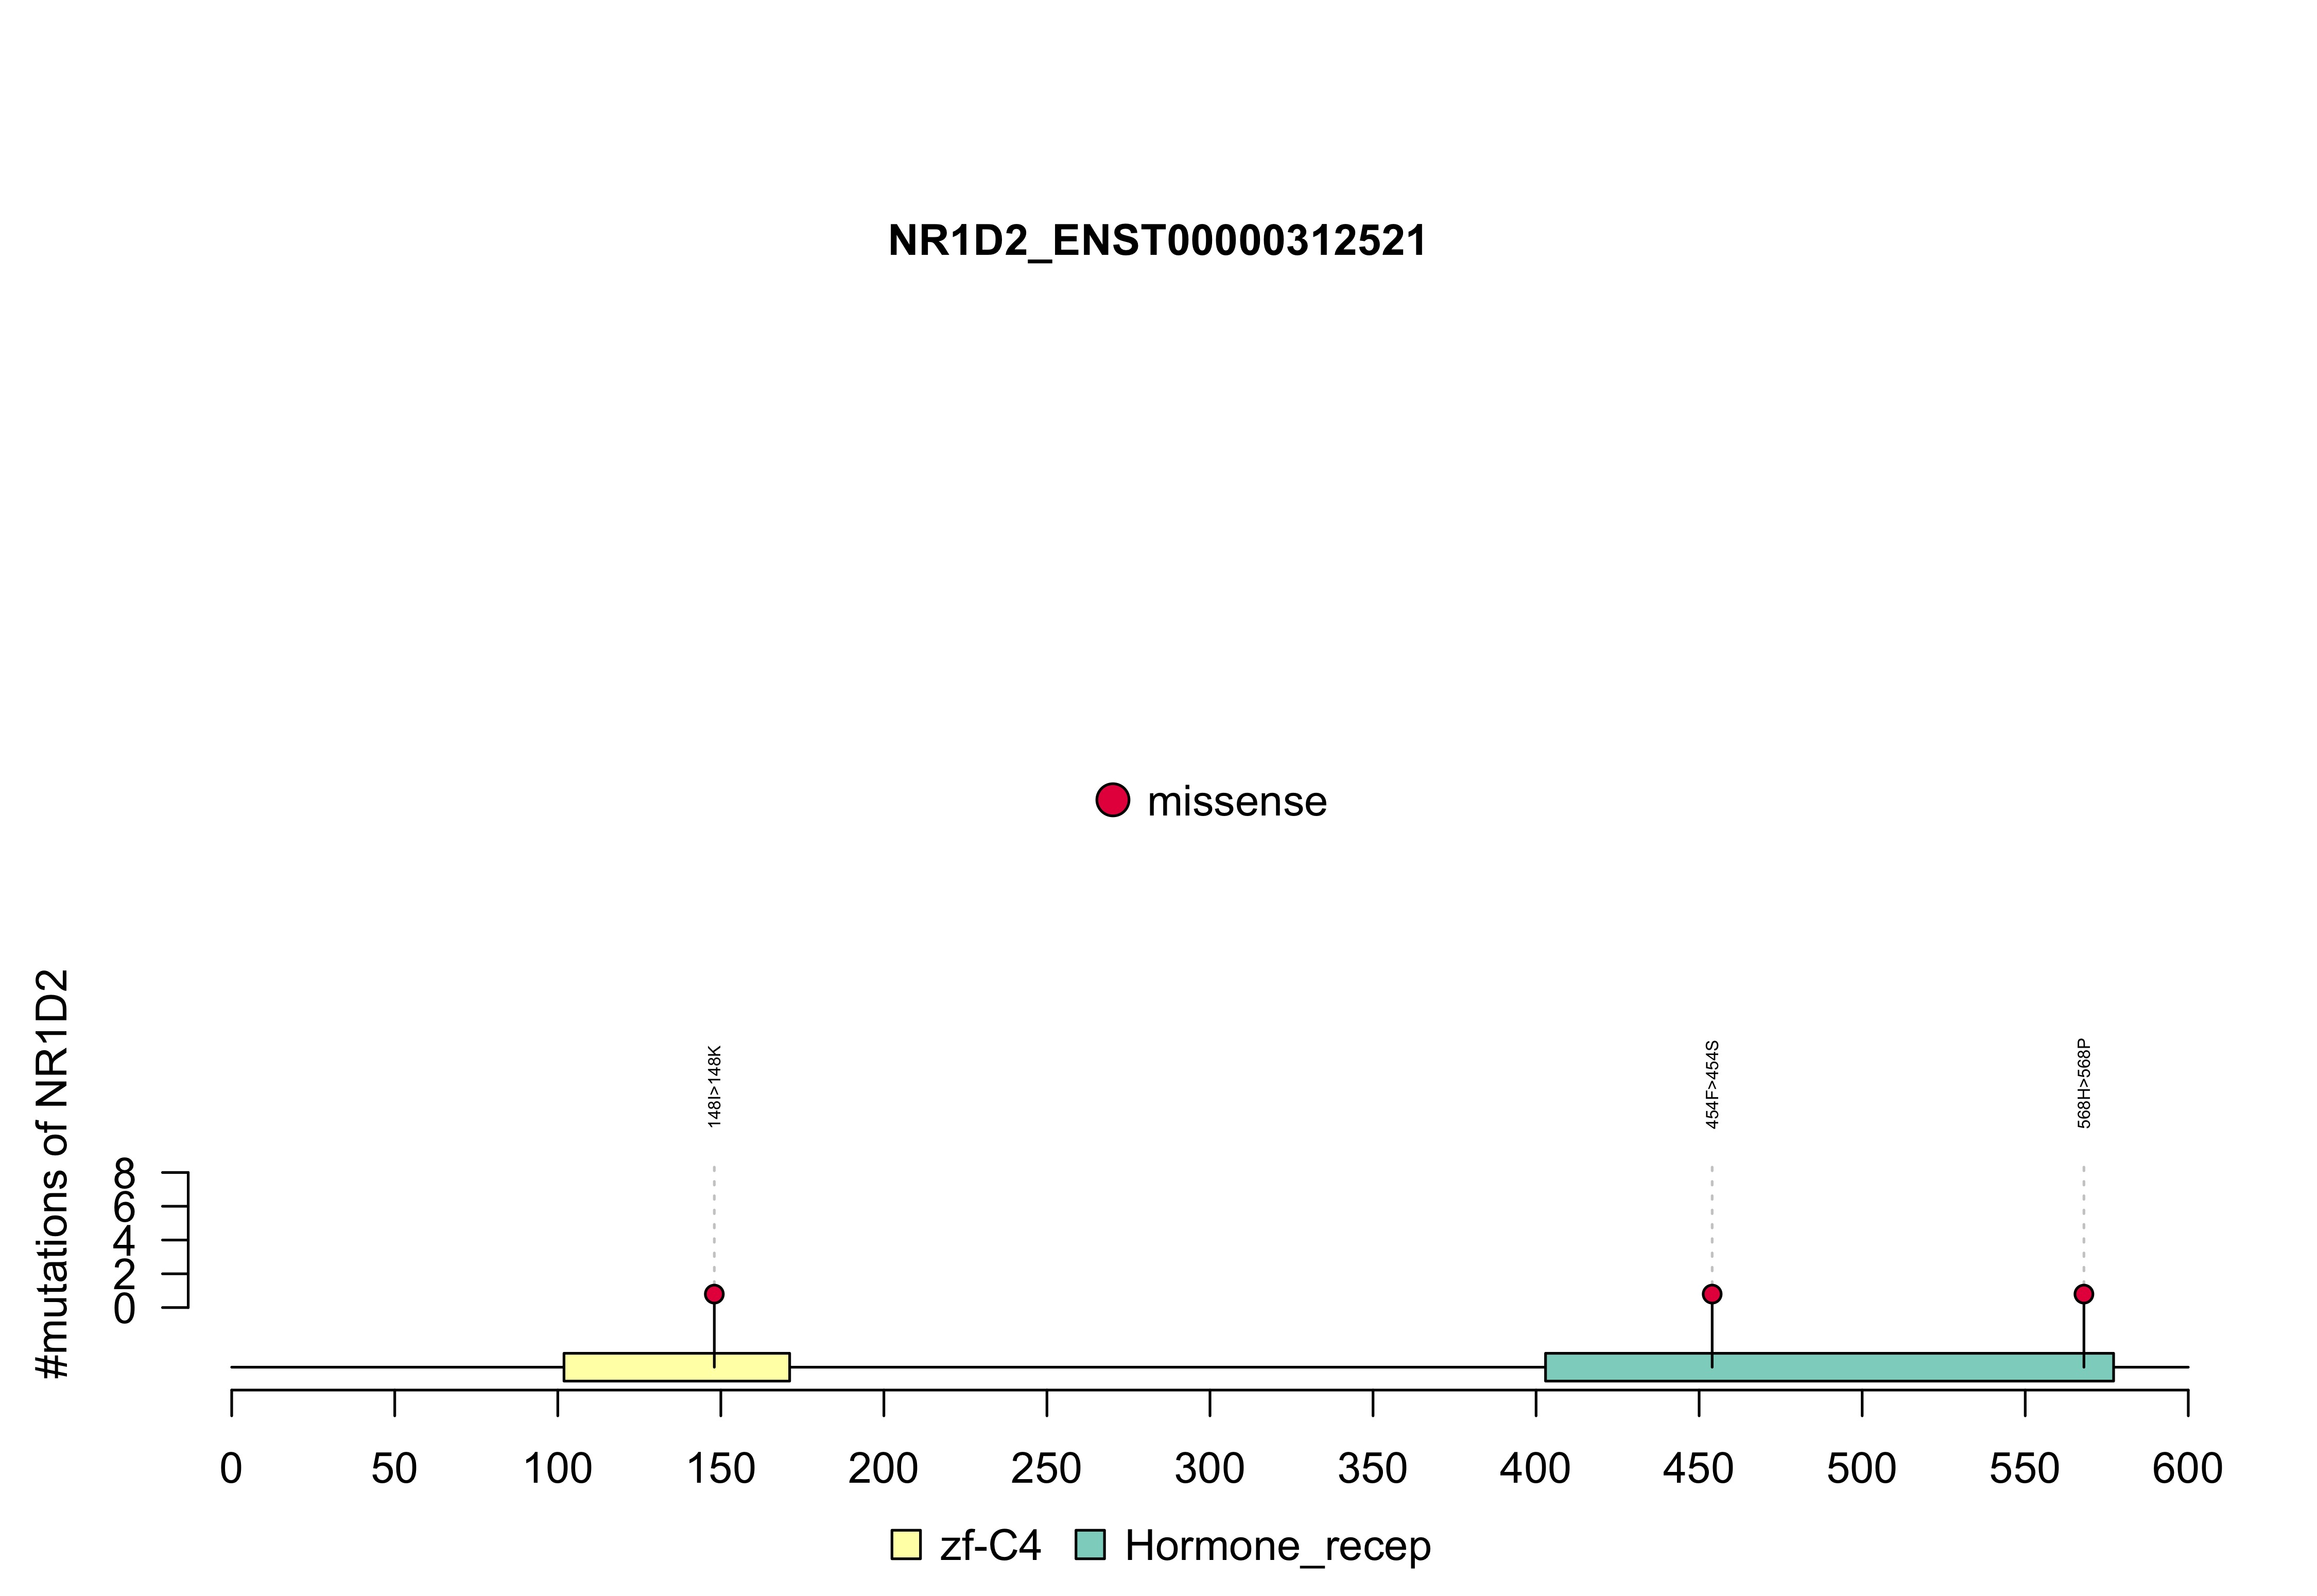 NR1D2_ENST00000312521
missense
#mutations of NR1D2
148I>148K
454F>454S
568H>568P
8
6
4
2
0
0 50 100 150 200 250 300 350 400 450 500 550 600
zf-C4 Hormone_recep